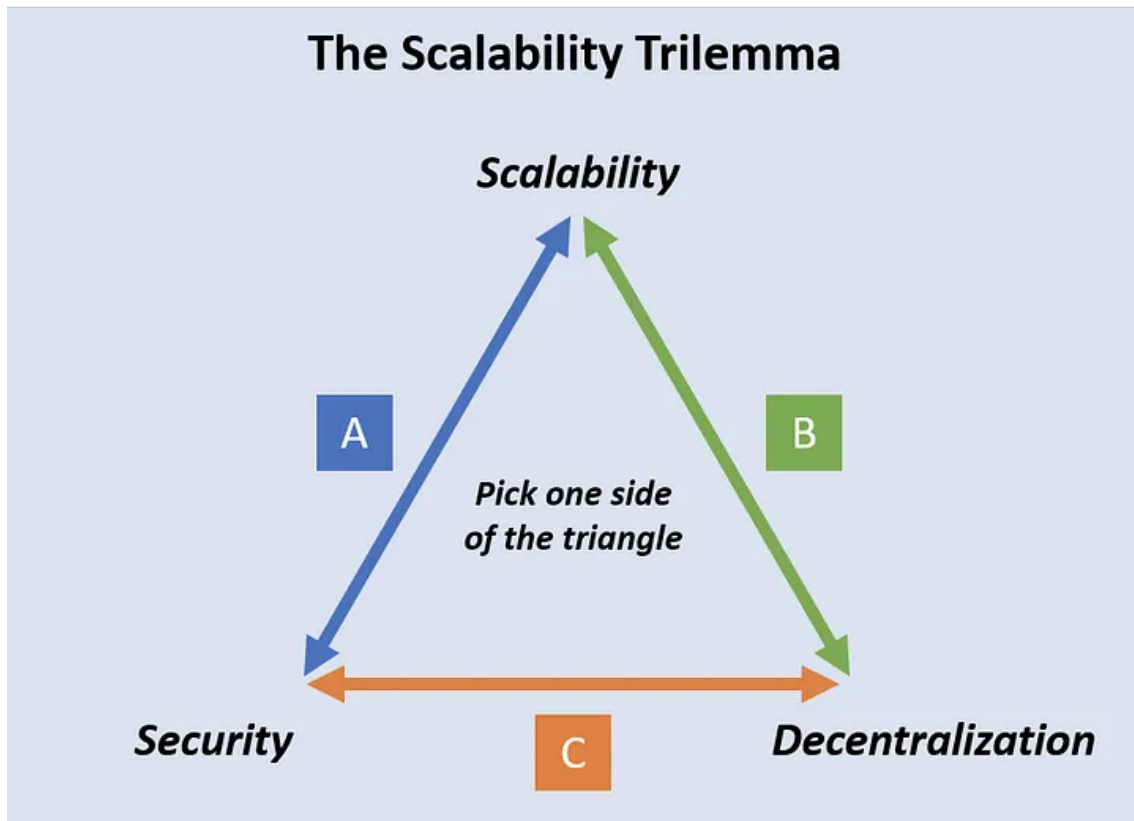 The Scalability Trilemma
Scalability
A
B
Pick one side
of the triangle
Security
Decentralization
C